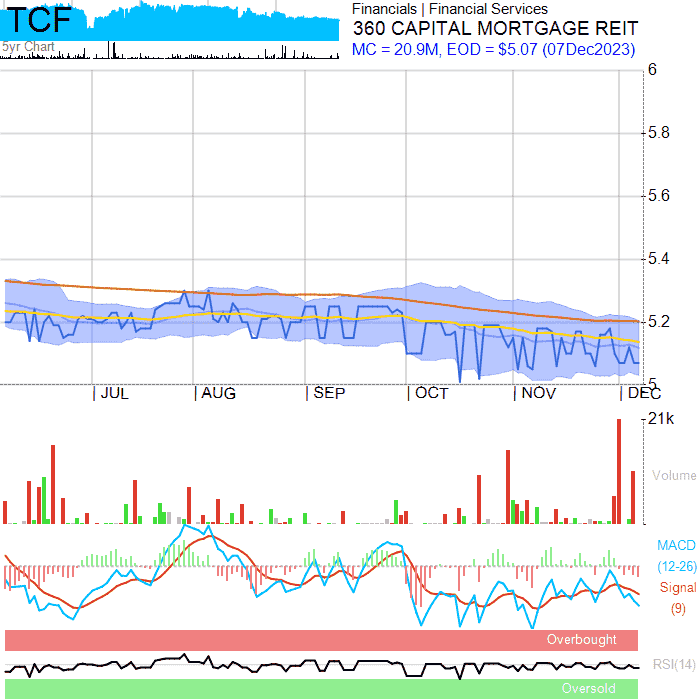 TCF
5yr Chart
Financials | Financial Services
360 CAPITAL MORTGAGE REIT
MC = 20.9M, EOD = $5.07 (07Dec2023)
6
5.8
5.6
5.4
5.2
5
JUL AUG SEP OCT NOV DEC
21k
Volume
MACD
(12-26)
Signal
(9)
Overbought
RSI(14)
Oversold